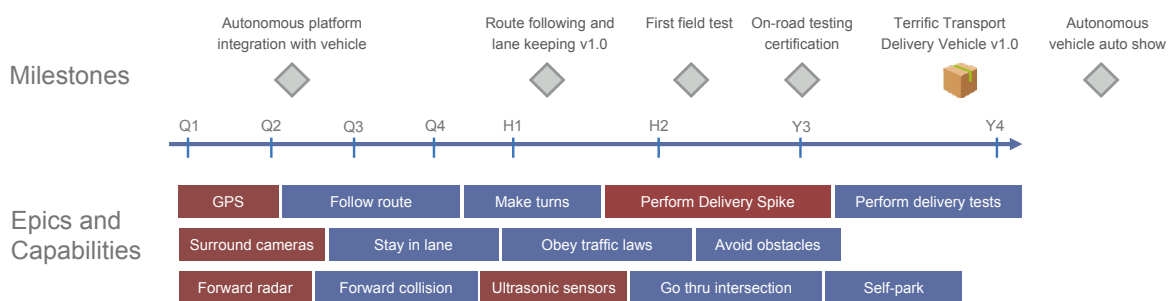 Autonomous platform
integration with vehicle
Route following and
lane keeping v1.0
First field test
On-road testing
certification
Terrific Transport
Delivery Vehicle v1.0
Autonomous
vehicle auto show
Milestones
Q1 Q2 Q3 Q4 H1 H2 Y3 Y4
Epics and
Capabilities
GPS Follow route Make turns Perform Delivery Spike Perform delivery tests
Surround cameras Stay in lane Obey traffic laws Avoid obstacles
Forward radar Forward collision Ultrasonic sensors Go thru intersection Self-park